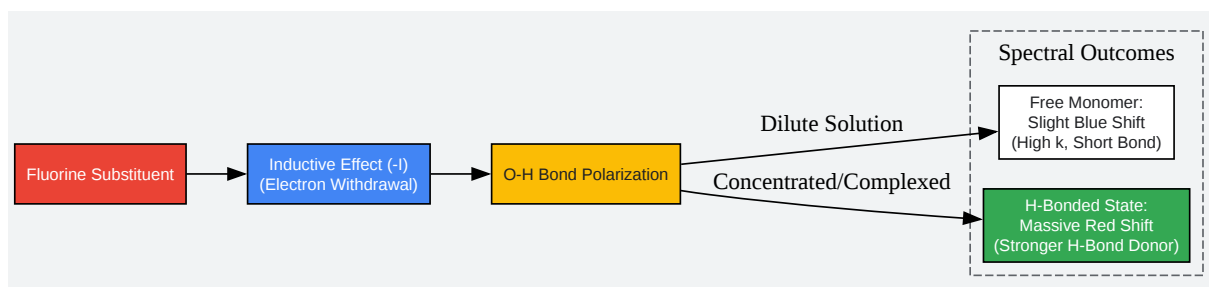 Fluorine Substituent
Inductive Effect (-I)
(Electron Withdrawal)
O-H Bond Polarization
Dilute Solution
Concentrated/Complexed
Spectral Outcomes
Free Monomer:
Slight Blue Shift
(High k, Short Bond)
H-Bonded State:
Massive Red Shift
(Stronger H-Bond Donor)